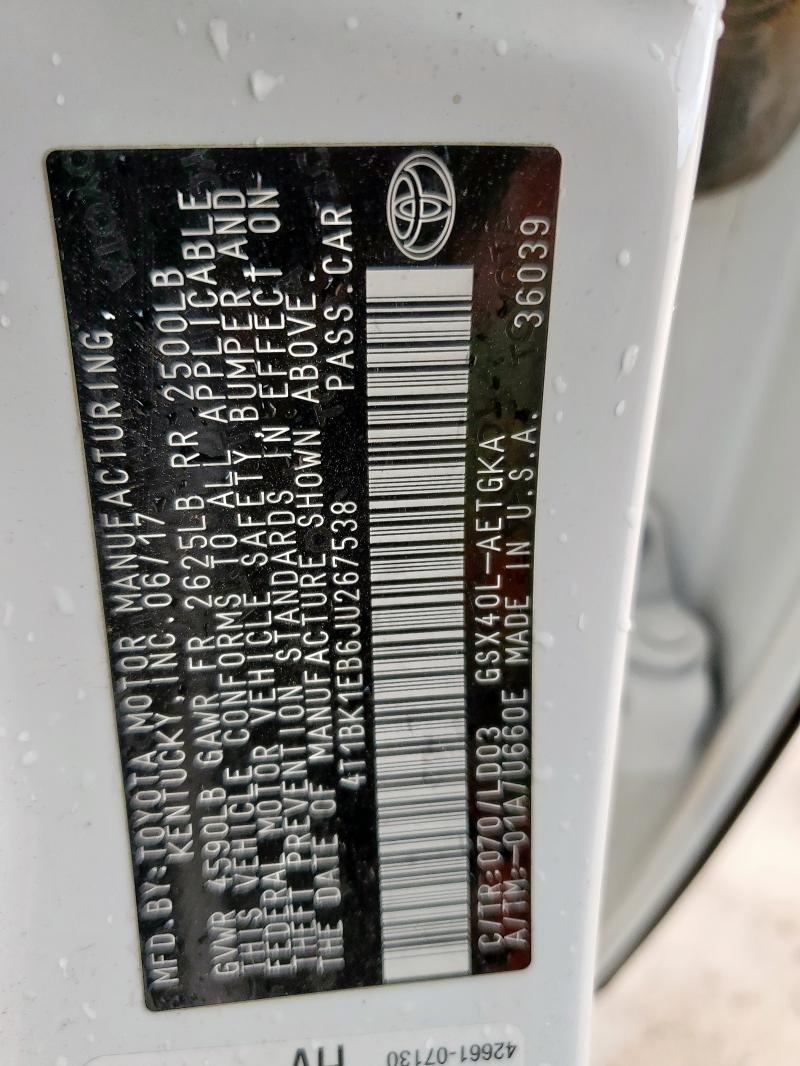 MFD.BY:TOYOTA MOTOR MANUFACTURING,
KENTUCKY, INC. 06/17
GVWR 4590LB GAWR FR 2625LB RR 2500LB
THIS VEHICLE CONFORMS TO ALL APPLICABLE
FEDERAL MOTOR VEHICLE SAFETY, BUMPER AND
THEFT PREVENTION STANDARDS IN EFFECT ON
THE DATE OF MANUFACTURE SHOWN ABOVE.
4T1BK1EB6JU267538 PASS.CAR
C/TR:070/LD03 GSX40L-AETGKA
A/TM:-01A/U660E MADE IN U.S.A. 36039
42661-07130